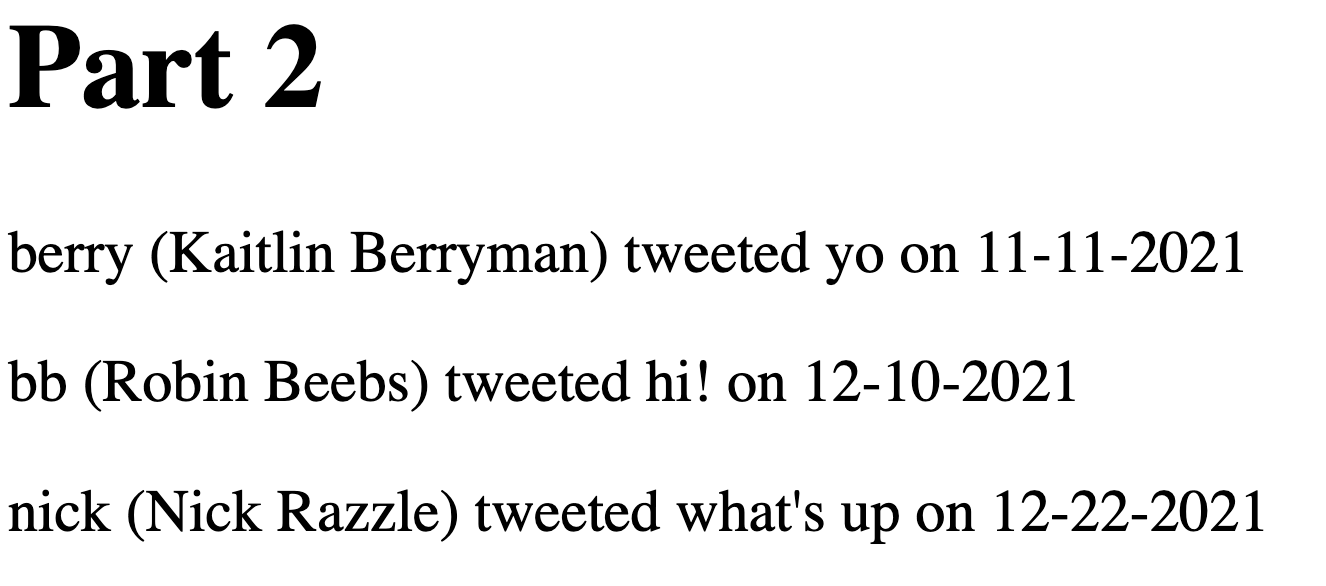 Part 2
berry (Kaitlin Berryman) tweeted yo on 11-11-2021
bb (Robin Beebs) tweeted hi! on 12-10-2021
nick (Nick Razzle) tweeted what's up on 12-22-2021